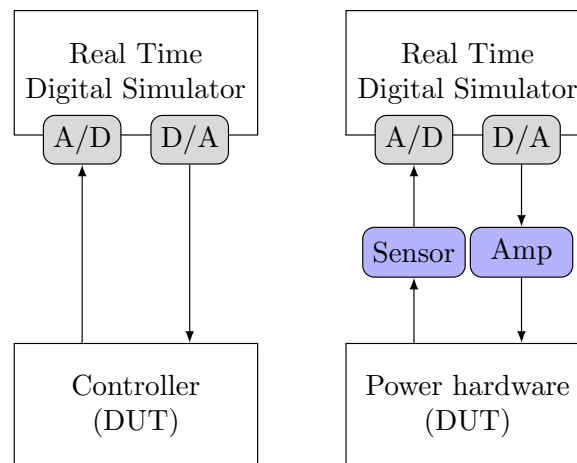 Real Time
Digital Simulator
A/D
D/A
Controller
(DUT)
Real Time
Digital Simulator
A/D
D/A
Sensor
Amp
Power hardware
(DUT)